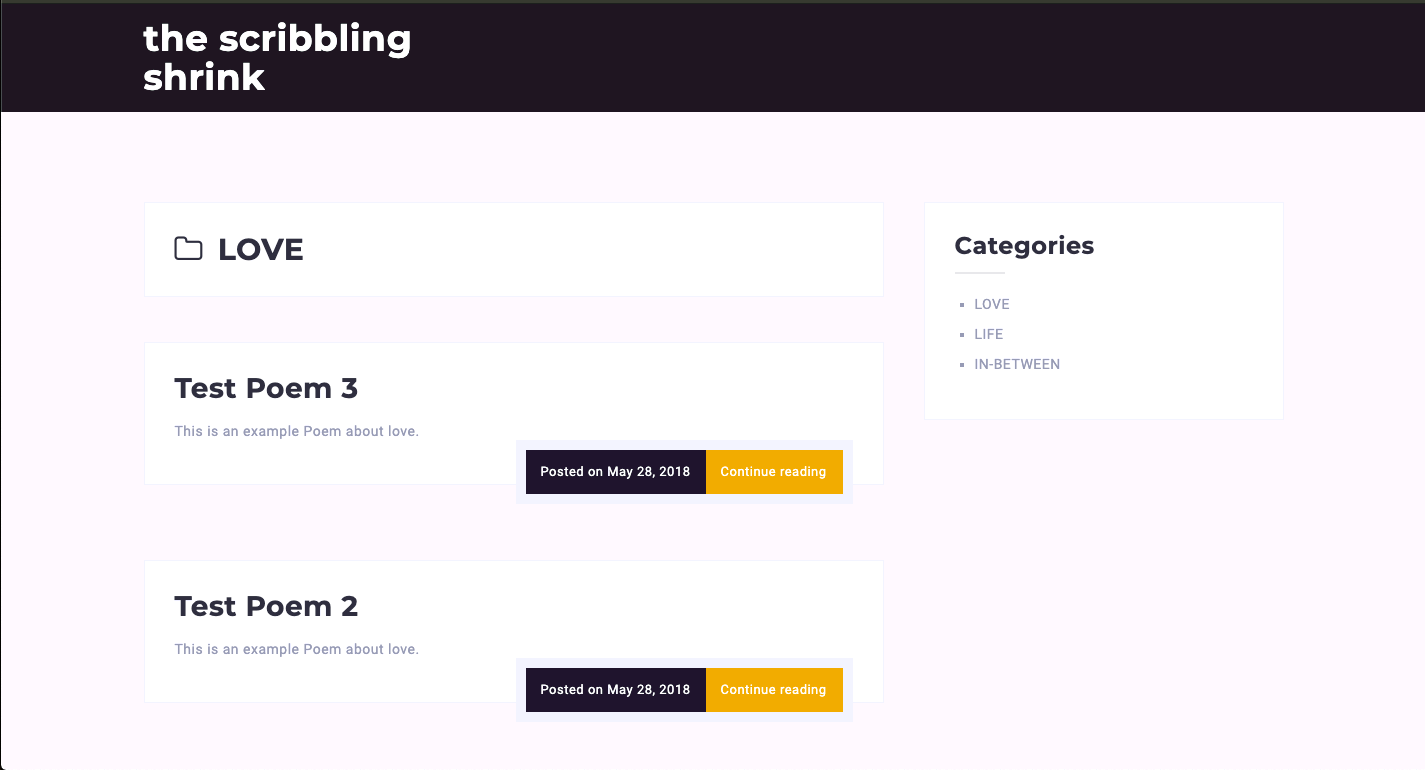 the scribbling
shrink
LOVE
Categories
LOVE
LIFE
IN-BETWEEN
Test Poem 3
This is an example Poem about love.
Posted on May 28, 2018 Continue reading
Test Poem 2
This is an example Poem about love.
Posted on May 28, 2018 Continue reading